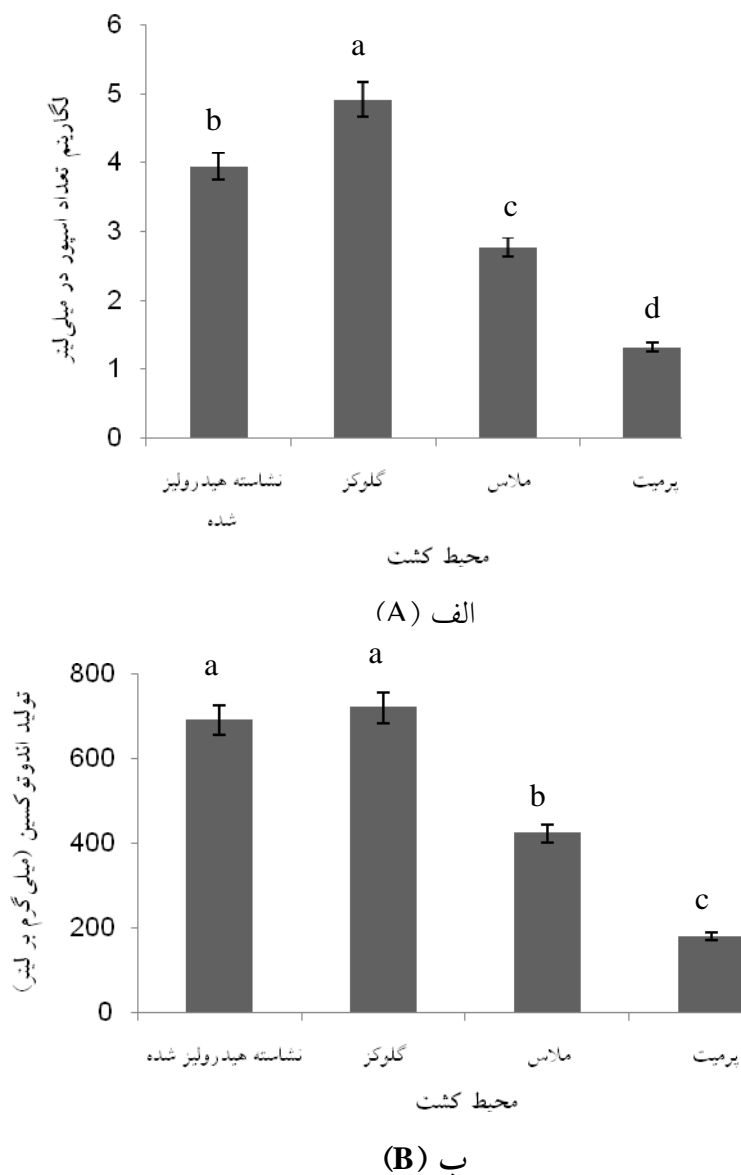 لگاریتم تعداد اسپور در میلی‌لیتر
6
5
4
3
2
1
0
b
a
c
d
نشاسته هیدرولیز
شده
گلوکز
ملاس
پرمیت
محیط کشت
الف (A)
تولید اندوتوکسین (میلی‌گرم بر لیتر)
800
600
400
200
0
a
a
b
c
نشاسته هیدرولیز شده
گلوکز
ملاس
پرمیت
محیط کشت
ب (B)